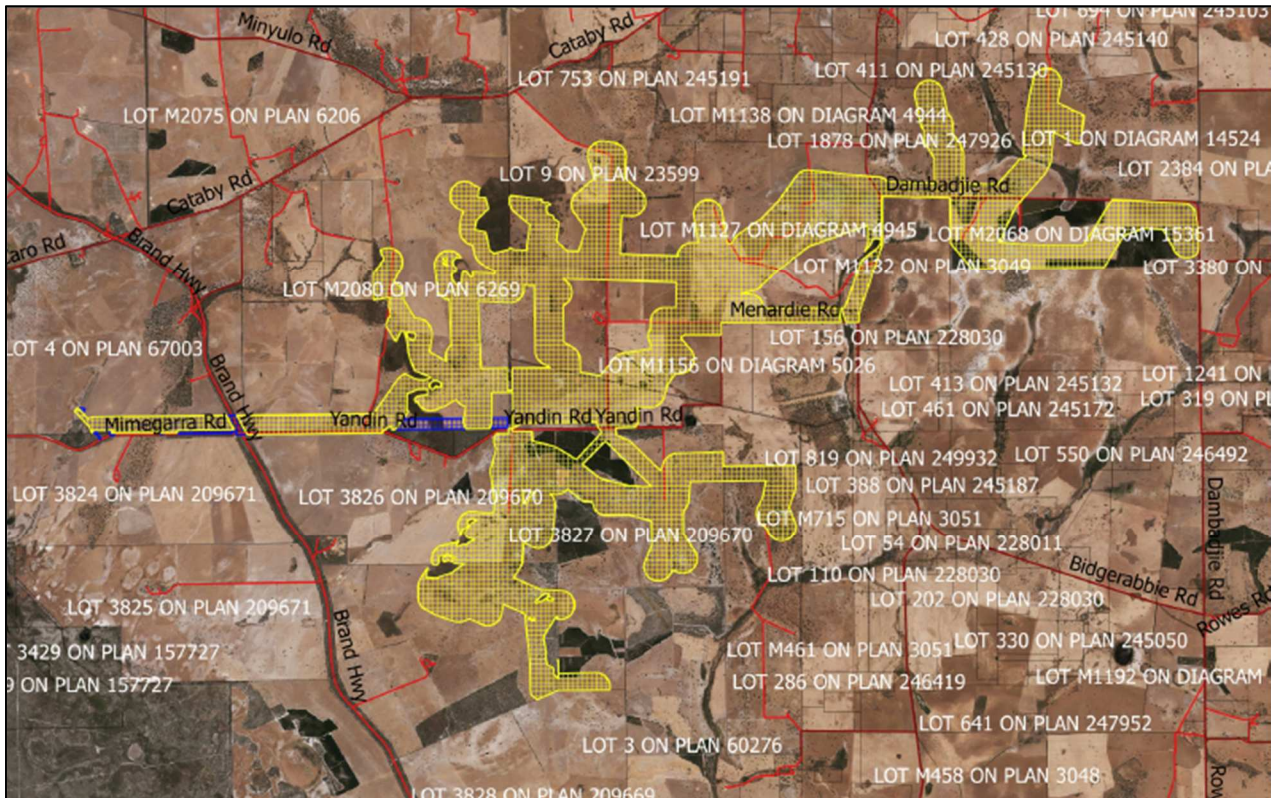 LOT 694 ON PLAN 245103
Minyulo Rd
Cataby Rd
LOT 428 ON PLAN 245140
LOT 753 ON PLAN 245191
LOT 411 ON PLAN 245130
LOT M2075 ON PLAN 6206
LOT M1138 ON DIAGRAM 4944
LOT 1878 ON PLAN 247926
LOT 1 ON DIAGRAM 14524
LOT 9 ON PLAN 23599
LOT 2384 ON PLA
Cataby Rd
Dambadjie Rd
caro Rd
Brand Hwy
LOT M1127 ON DIAGRAM 4945
LOT M2068 ON DIAGRAM 15361
LOT M1132 ON PLAN 3049
LOT 3380 ON
LOT M2080 ON PLAN 6269
Menardie Rd
LOT 156 ON PLAN 228030
LOT 4 ON PLAN 67003
Brand Hwy
LOT M1156 ON DIAGRAM 5026
LOT 413 ON PLAN 245132
LOT 1241 ON
LOT 319 ON PL
LOT 461 ON PLAN 245172
Mimegarra Rd
Yandin Rd
Yandin Rd
Yandin Rd
LOT 819 ON PLAN 249932
LOT 550 ON PLAN 246492
LOT 388 ON PLAN 245187
LOT 3824 ON PLAN 209671
LOT 3826 ON PLAN 209670
Dambadjie Rd
LOT M715 ON PLAN 3051
LOT 3827 ON PLAN 209670
LOT 54 ON PLAN 228011
LOT 110 ON PLAN 228030
Bidgerabbie Rd
LOT 202 ON PLAN 228030
LOT 3825 ON PLAN 209671
Rowes Rd
Brand Hwy
LOT 330 ON PLAN 245050
T 3429 ON PLAN 157727
LOT M461 ON PLAN 3051
LOT M1192 ON DIAGRAM
9 ON PLAN 157727
LOT 286 ON PLAN 246419
LOT 641 ON PLAN 247952
LOT 3 ON PLAN 60276
LOT M458 ON PLAN 3048
Row
LOT 3828 ON PLAN 209669